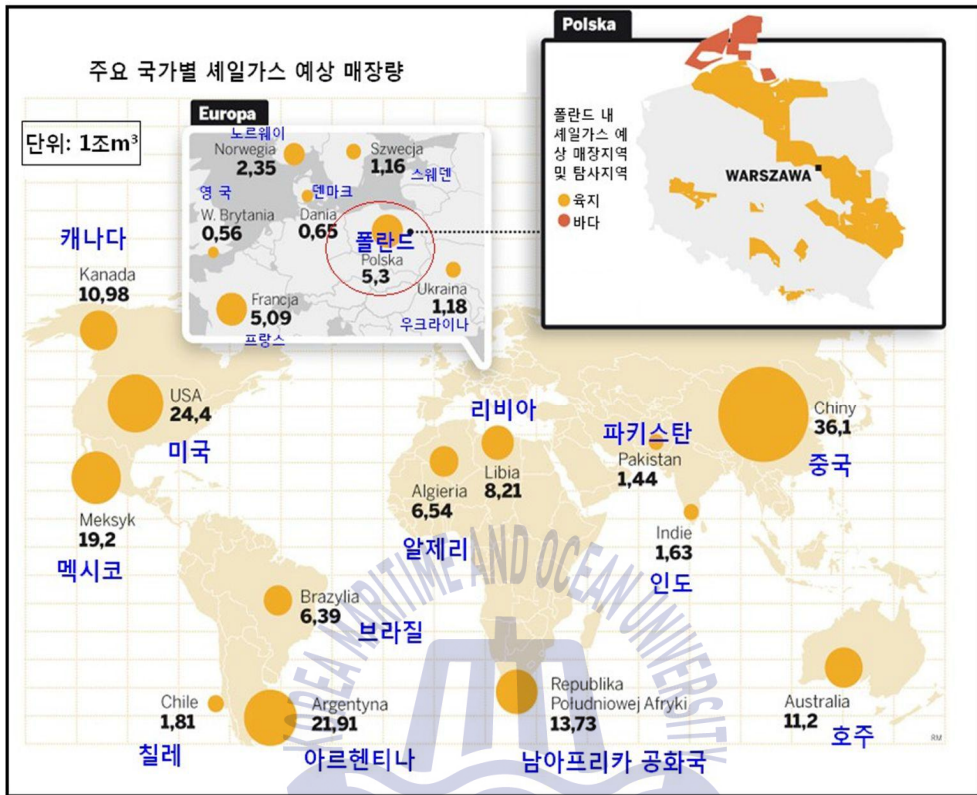 주요 국가별 셰일가스 예상 매장량
단위: 1조m³
Europa
노르웨이
Norwegia
2,35
Szwecja
1,16
스웨덴
영 국
W. Brytania
0,56
덴마크
Dania
0,65
폴란드
Polska
5,3
Ukraina
1,18
우크라이나
Francja
5,09
프랑스
Polska
폴란드 내
셰일가스 예
상 매장지역
및 탐사지역
육지
바다
WARSZAWA
캐나다
Kanada
10,98
USA
24,4
미국
Meksyk
19,2
멕시코
리비아
Libia
8,21
Algieria
6,54
알제리
파키스탄
Pakistan
1,44
Indie
1,63
인도
Chiny
36,1
중국
Brazylia
6,39
브라질
Chile
1,81
칠레
Argentyna
21,91
아르헨티나
Republika
Południowej Afryki
13,73
남아프리카 공화국
Australia
11,2
호주
RM
KOREA MARITIME AND OCEAN UNIVERSITY